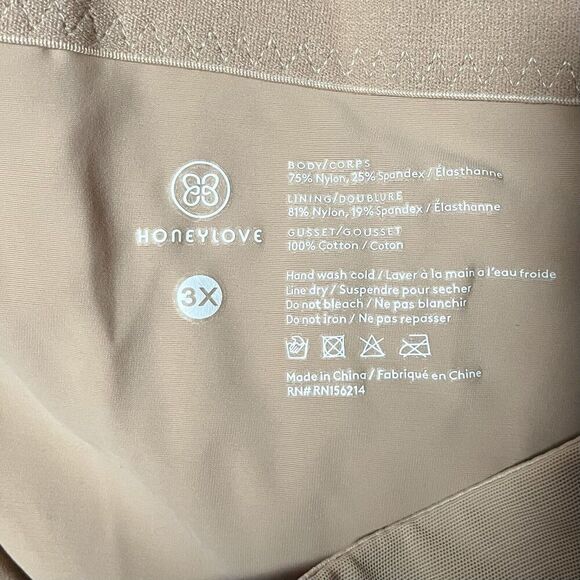 HONEYLOVE
3X
BODY/CORPS
75% Nylon, 25% Spandex / Élasthanne
LINING/DOUBLURE
81% Nylon, 19% Spandex / Élasthanne
GUSSET/GOUSSET
100% Cotton / Coton
Hand wash cold / Laver à la main a l'eau froide
Line dry / Suspendre pour secher
Do not bleach / Ne pas blanchir
Do not iron / Ne pas repasser
Made in China / Fabriqué en Chine
RN# RN156214